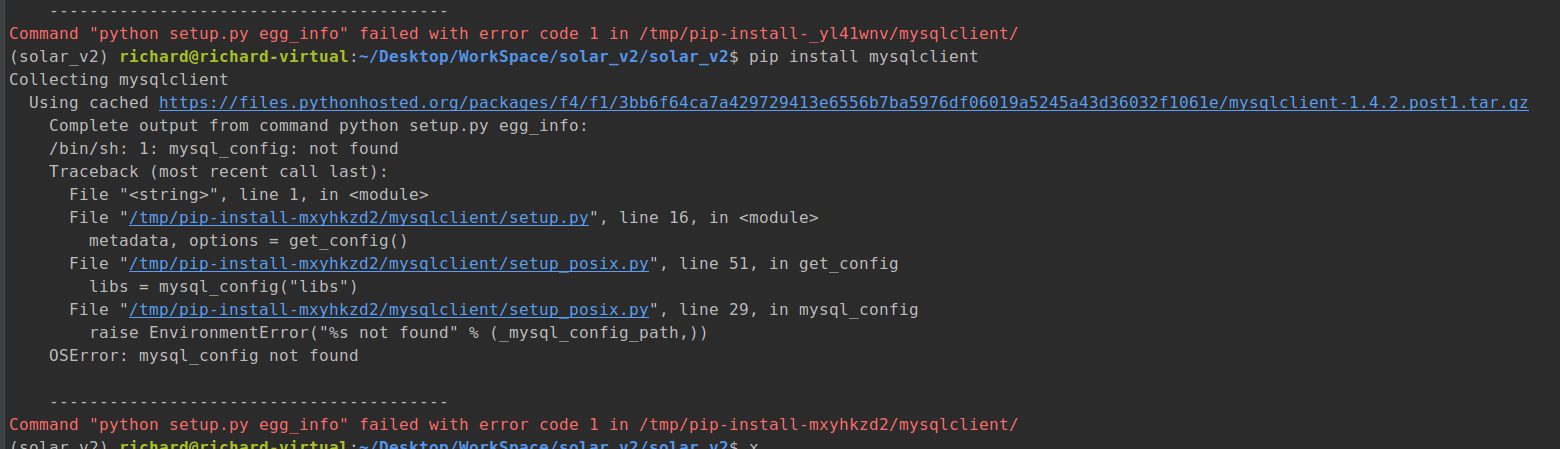 ----------------------------------------
Command "python setup.py egg_info" failed with error code 1 in /tmp/pip-install-_yl41wnv/mysqlclient/
(solar_v2) richard@richard-virtual:~/Desktop/WorkSpace/solar_v2/solar_v2$ pip install mysqlclient
Collecting mysqlclient
Using cached https://files.pythonhosted.org/packages/f4/f1/3bb6f64ca7a429729413e6556b7ba5976df06019a5245a43d36032f1061e/mysqlclient-1.4.2.post1.tar.gz
Complete output from command python setup.py egg_info:
/bin/sh: 1: mysql_config: not found
Traceback (most recent call last):
File "<string>", line 1, in <module>
File "/tmp/pip-install-mxyhkzd2/mysqlclient/setup.py", line 16, in <module>
metadata, options = get_config()
File "/tmp/pip-install-mxyhkzd2/mysqlclient/setup_posix.py", line 51, in get_config
libs = mysql_config("libs")
File "/tmp/pip-install-mxyhkzd2/mysqlclient/setup_posix.py", line 29, in mysql_config
raise EnvironmentError("%s not found" % (_mysql_config_path,))
OSError: mysql_config not found
----------------------------------------
Command "python setup.py egg_info" failed with error code 1 in /tmp/pip-install-mxyhkzd2/mysqlclient/
(solar_v2) richard@richard-virtual:~/Desktop/WorkSpace/solar_v2/solar_v2$ x